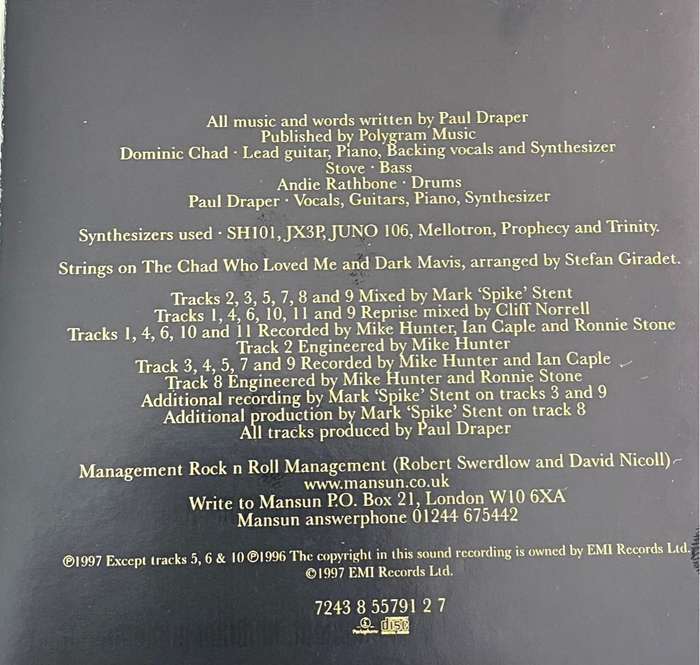 All music and words written by Paul Draper
Published by Polygram Music
Dominic Chad · Lead guitar, Piano, Backing vocals and Synthesizer
Stove · Bass
Andie Rathbone · Drums
Paul Draper · Vocals, Guitars, Piano, Synthesizer
Synthesizers used · SH101, JX3P, JUNO 106, Mellotron, Prophecy and Trinity.
Strings on The Chad Who Loved Me and Dark Mavis, arranged by Stefan Giradet.
Tracks 2, 3, 5, 7, 8 and 9 Mixed by Mark ‘Spike’ Stent
Tracks 1, 4, 6, 10, 11 and 9 Reprise mixed by Cliff Norrell
Tracks 1, 4, 6, 10 and 11 Recorded by Mike Hunter, Ian Caple and Ronnie Stone
Track 2 Engineered by Mike Hunter
Track 3, 4, 5, 7 and 9 Recorded by Mike Hunter and Ian Caple
Track 8 Engineered by Mike Hunter and Ronnie Stone
Additional recording by Mark ‘Spike’ Stent on tracks 3 and 9
Additional production by Mark ‘Spike’ Stent on track 8
All tracks produced by Paul Draper
Management Rock n Roll Management (Robert Swerdlow and David Nicoll)
www.mansun.co.uk
Write to Mansun P.O. Box 21, London W10 6XA
Mansun answerphone 01244 675442
℗1997 Except tracks 5, 6 & 10 ℗1996 The copyright in this sound recording is owned by EMI Records Ltd.
©1997 EMI Records Ltd.
7243 8 55791 2 7
Parlophone disc